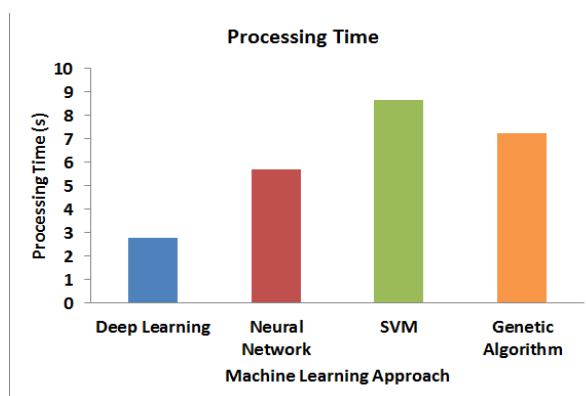 Processing Time
Processing Time (s)
10
9
8
7
6
5
4
3
2
1
0
Deep Learning
Neural
Network
SVM
Genetic
Algorithm
Machine Learning Approach